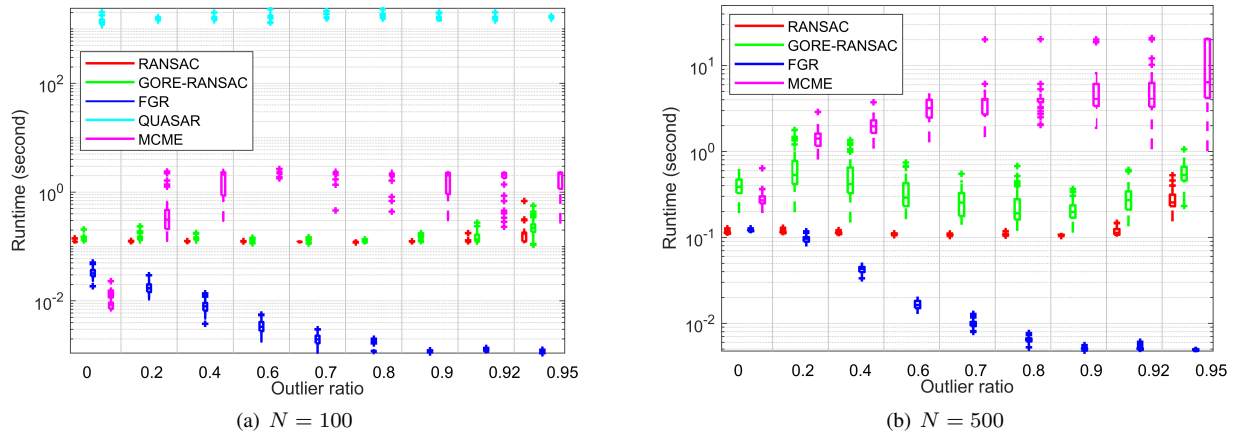 Runtime (second)
10^2
10^0
10^-2
RANSAC
GORE-RANSAC
FGR
QUASAR
MCME
0 0.2 0.4 0.6 0.7 0.8 0.9 0.92 0.95
Outlier ratio
(a) N = 100
Runtime (second)
10^1
10^0
10^-1
10^-2
RANSAC
GORE-RANSAC
FGR
MCME
0 0.2 0.4 0.6 0.7 0.8 0.9 0.92 0.95
Outlier ratio
(b) N = 500